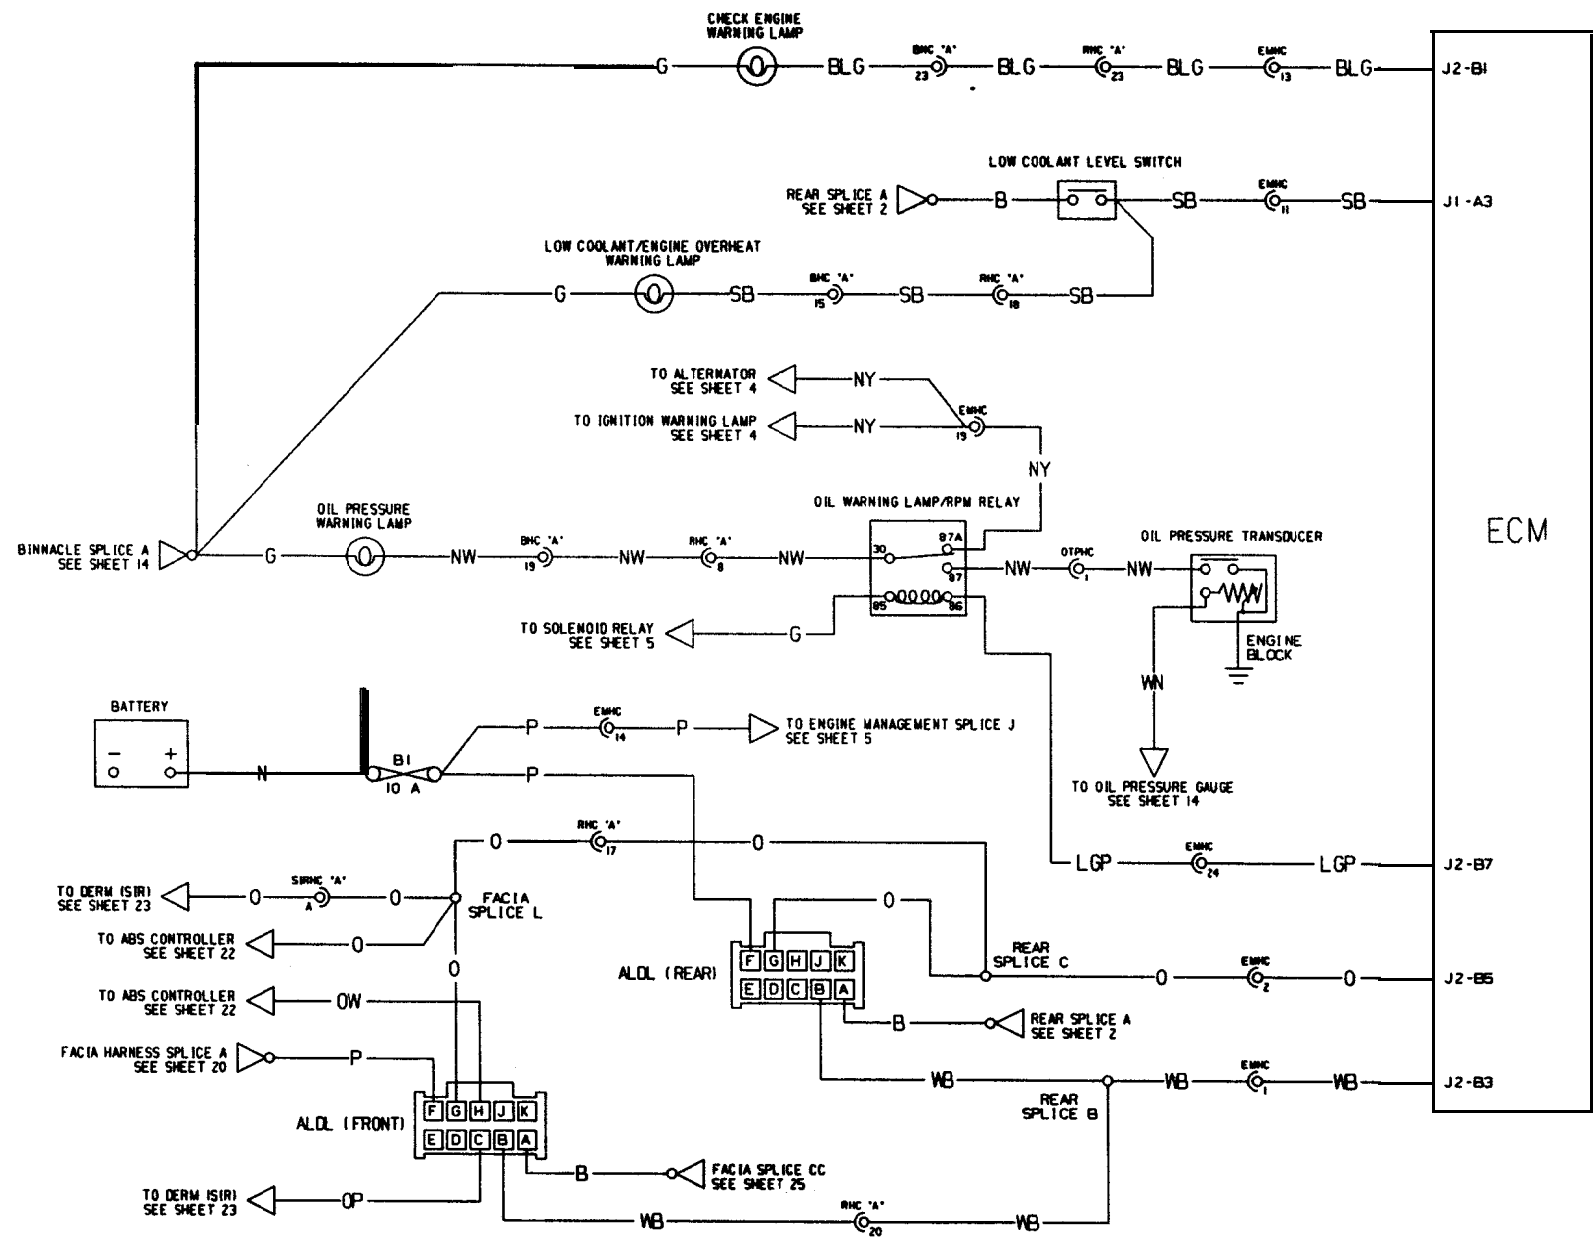 CHECK ENGINE
WARNING LAMP
G
BLG
BHC "A"
23
BLG
RHC "A"
23
BLG
EMHC
13
BLG
J2-B1
LOW COOLANT LEVEL SWITCH
REAR SPLICE A
SEE SHEET 2
B
SB
EMHC
11
SB
J1-A3
LOW COOLANT/ENGINE OVERHEAT
WARNING LAMP
G
SB
BHC "A"
15
SB
RHC "A"
18
SB
TO ALTERNATOR
SEE SHEET 4
NY
TO IGNITION WARNING LAMP
SEE SHEET 4
NY
EMHC
19
NY
OIL WARNING LAMP/RPM RELAY
OIL PRESSURE
WARNING LAMP
BINNACLE SPLICE A
SEE SHEET 14
G
NW
BHC "A"
19
NW
RHC "A"
8
NW
30
87A
87
85
86
NW
OTPHC
1
NW
OIL PRESSURE TRANSDUCER
ECM
TO SOLENOID RELAY
SEE SHEET 5
G
ENGINE
BLOCK
WN
TO OIL PRESSURE GAUGE
SEE SHEET 14
BATTERY
-
+
N
B1
10 A
P
EMHC
14
P
TO ENGINE MANAGEMENT SPLICE J
SEE SHEET 5
P
LGP
EMHC
24
LGP
J2-B7
O
RHC "A"
17
O
TO DERM (SIR)
SEE SHEET 23
O
SIRHC "A"
A
O
FACIA
SPLICE L
TO ABS CONTROLLER
SEE SHEET 22
O
O
O
ALDL (REAR)
F G H J K
E D C B A
REAR
SPLICE C
O
EMHC
2
O
J2-B5
TO ABS CONTROLLER
SEE SHEET 22
OW
B
REAR SPLICE A
SEE SHEET 2
FACIA HARNESS SPLICE A
SEE SHEET 20
P
WB
REAR
SPLICE B
WB
EMHC
1
WB
J2-B3
ALDL (FRONT)
F G H J K
E D C B A
B
FACIA SPLICE CC
SEE SHEET 25
TO DERM (SIR)
SEE SHEET 23
OP
WB
RHC "A"
20
WB